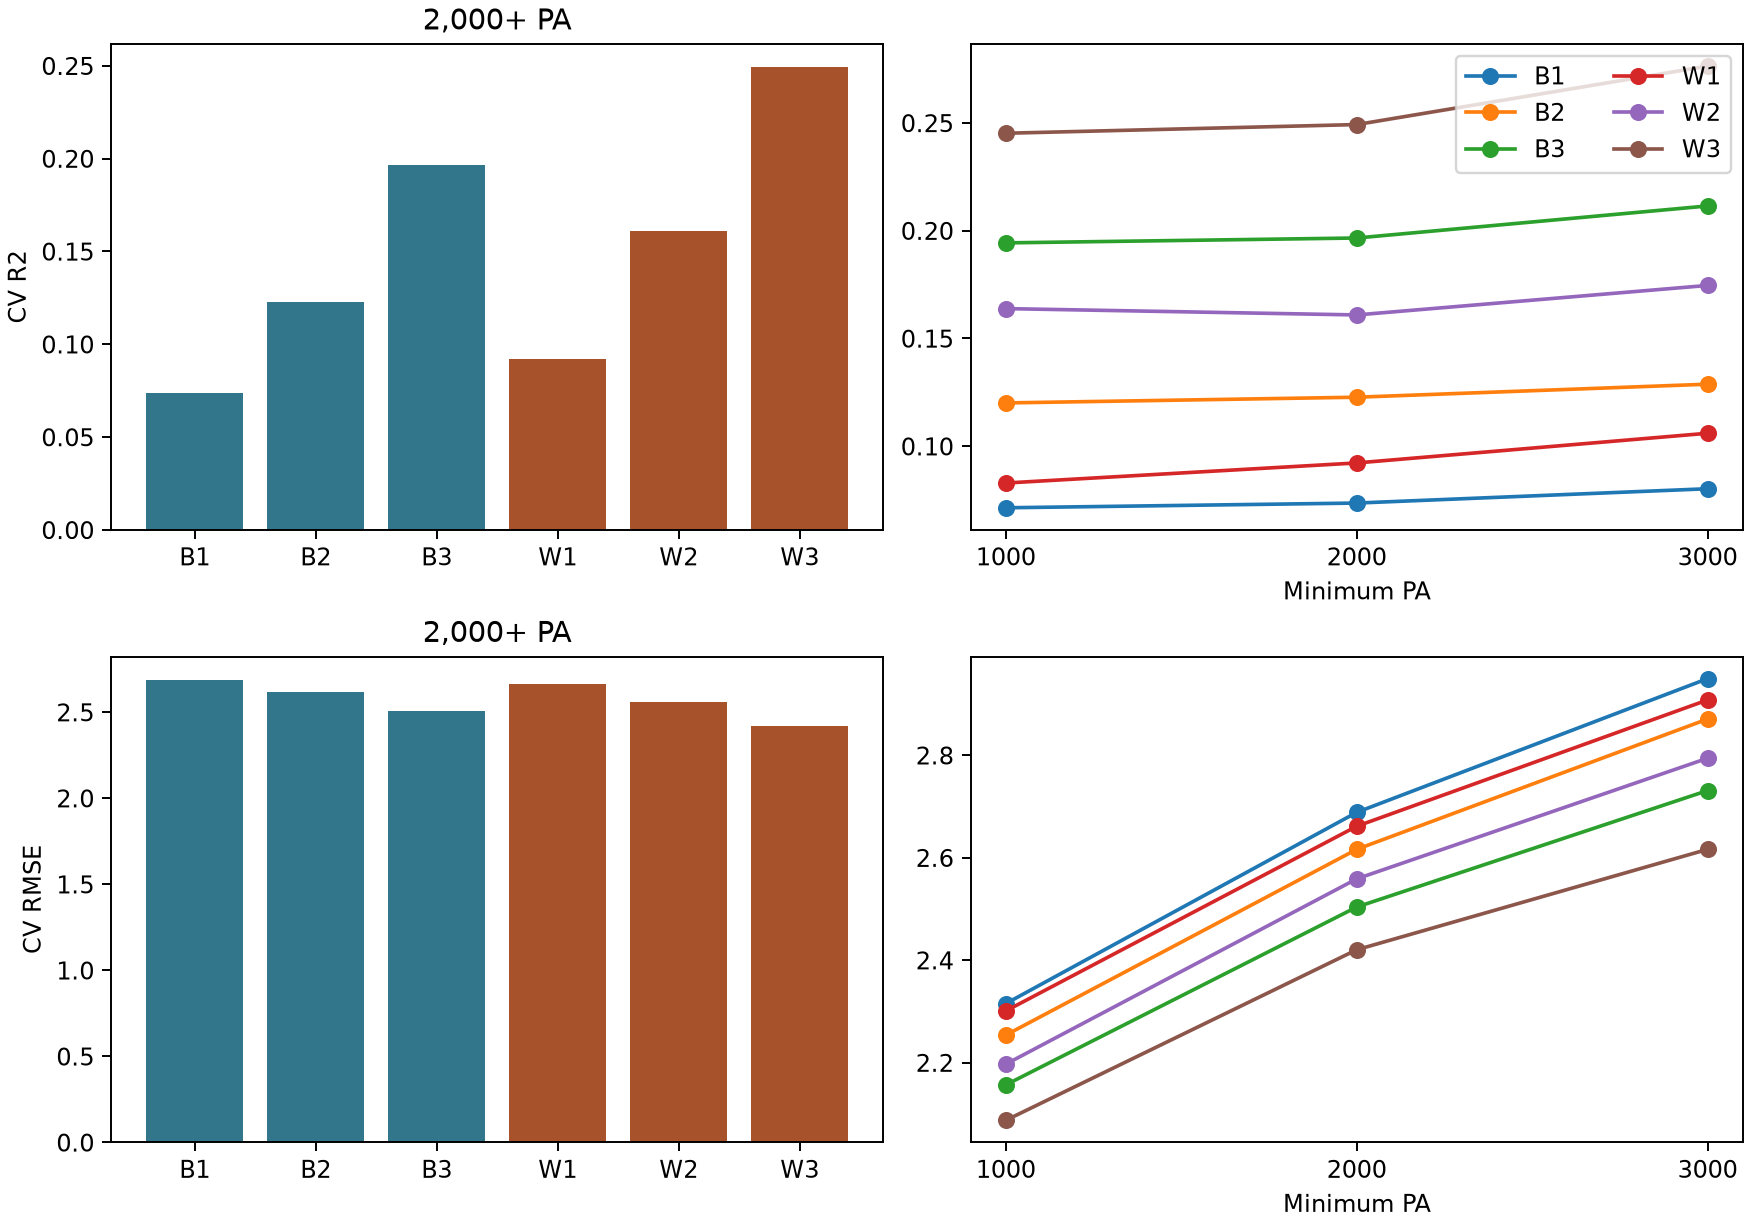 2,000+ PA
CV R2
0.25
0.20
0.15
0.10
0.05
0.00
B1 B2 B3 W1 W2 W3
0.25
0.20
0.15
0.10
B1 W1
B2 W2
B3 W3
1000 2000 3000
Minimum PA
2,000+ PA
CV RMSE
2.5
2.0
1.5
1.0
0.5
0.0
B1 B2 B3 W1 W2 W3
2.8
2.6
2.4
2.2
1000 2000 3000
Minimum PA